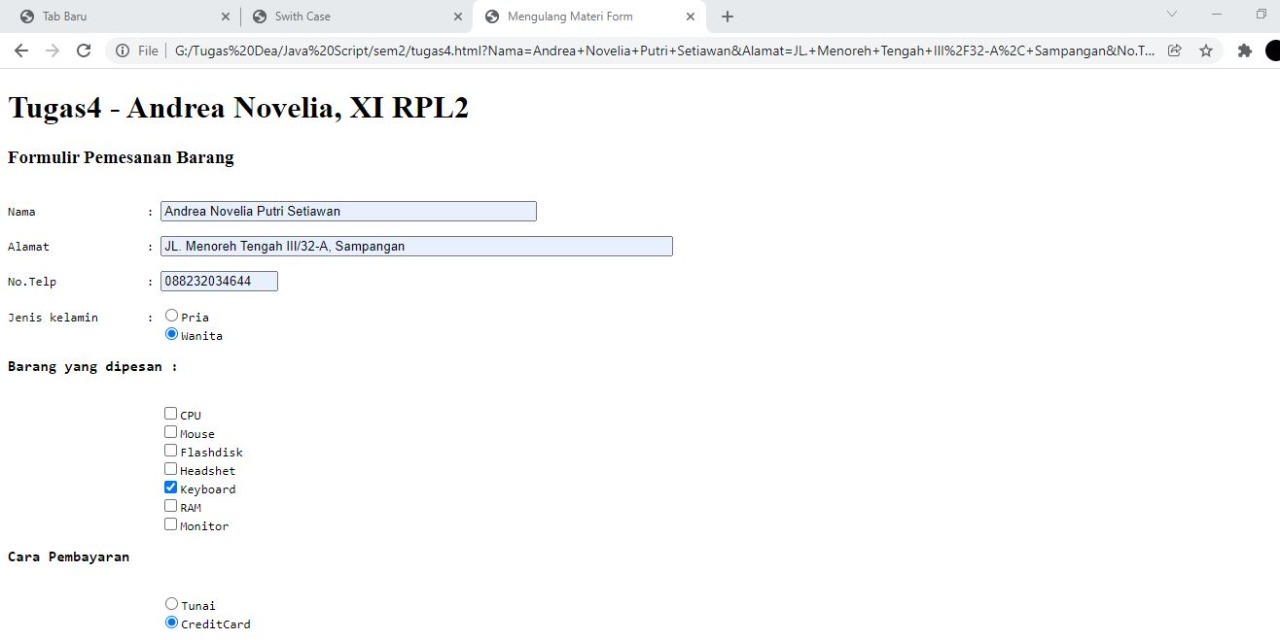 Tab Baru
Swith Case
Mengulang Materi Form
File
G:/Tugas%20Dea/Java%20Script/sem2/tugas4.html?Nama=Andrea+Novelia+Putri+Setiawan&Alamat=JL.+Menoreh+Tengah+III%2F32-A%2C+Sampangan&No.T...
Tugas4 - Andrea Novelia, XI RPL2
Formulir Pemesanan Barang
Nama : Andrea Novelia Putri Setiawan
Alamat : JL. Menoreh Tengah III/32-A, Sampangan
No.Telp : 088232034644
Jenis kelamin : Pria
Wanita
Barang yang dipesan :
CPU
Mouse
Flashdisk
Headshet
Keyboard
RAM
Monitor
Cara Pembayaran
Tunai
CreditCard